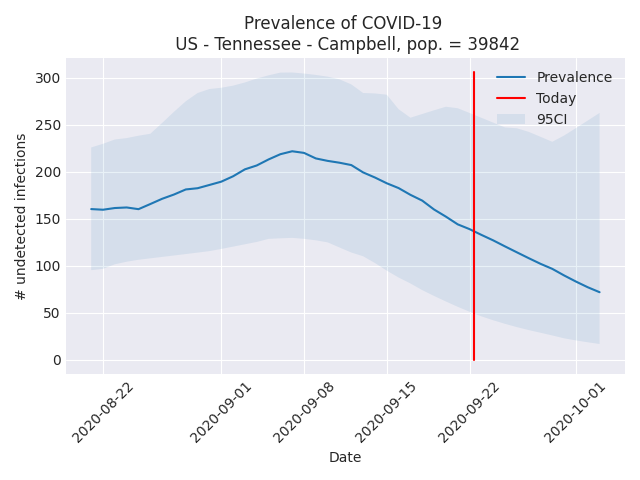 Prevalence of COVID-19
US - Tennessee - Campbell, pop. = 39842
Prevalence
Today
95CI
# undetected infections
300
250
200
150
100
50
0
2020-08-22
2020-09-01
2020-09-08
2020-09-15
2020-09-22
2020-10-01
Date